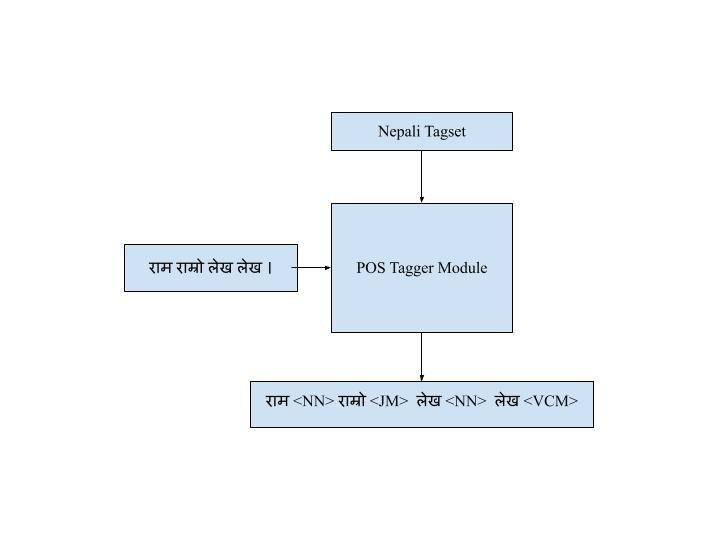 Nepali Tagset
POS Tagger Module
राम राम्रो लेख लेख ।
राम <NN> राम्रो <JM> लेख <NN> लेख <VCM>